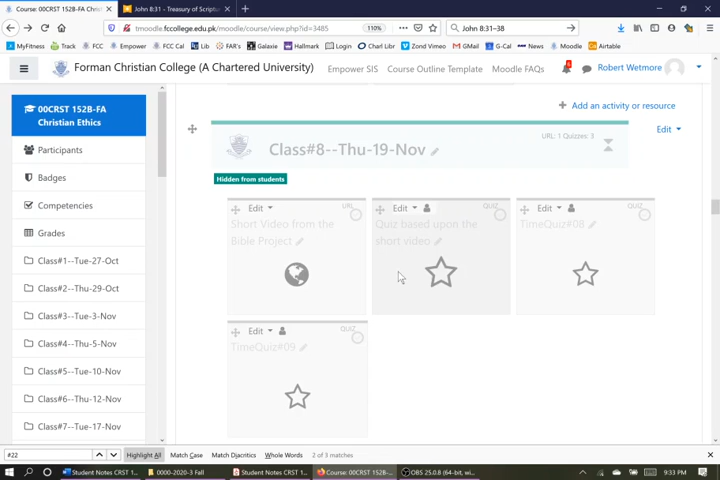 Course: 00CRST 152B-FA Christian Ethics
John 8:31 - Treasury of Scriptu
tmoodle.fccollege.edu.pk/moodle/course/view.php?id=3485
110%
John 8:31–38
MyFitness Track FCC Empower FCC Cal Lib FAR's Galaxie Hallmark Login Charl Libr Zond Vimeo GMail G-Cal News Moodle Airtable
Forman Christian College (A Chartered University)
Empower SIS
Course Outline Template
Moodle FAQs
Robert Wetmore
00CRST 152B-FA
Christian Ethics
Participants
Badges
Competencies
Grades
Class#1--Tue-27-Oct
Class#2--Thu-29-Oct
Class#3--Tue-3-Nov
Class#4--Thu-5-Nov
Class#5--Tue-10-Nov
Class#6--Thu-12-Nov
Class#7--Tue-17-Nov
+ Add an activity or resource
Edit
Class#8--Thu-19-Nov
URL: 1 Quizzes: 3
Hidden from students
Edit
URL
Short Video from the
Bible Project
Edit
QUIZ
Quiz based upon the
short video
Edit
QUIZ
TimeQuiz#08
Edit
QUIZ
TimeQuiz#09
#22
Highlight All Match Case Match Diacritics Whole Words 2 of 3 matches
Student Notes CRST 1...
0000-2020-3 Fall
Student Notes CRST 1...
Course: 00CRST 152B-...
OBS 25.0.8 (64-bit, wi...
9:33 PM